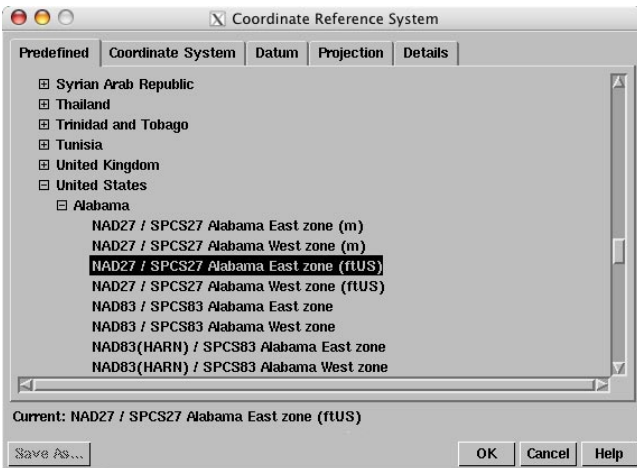 Coordinate Reference System
Predefined Coordinate System Datum Projection Details
Syrian Arab Republic
Thailand
Trinidad and Tobago
Tunisia
United Kingdom
United States
Alabama
NAD27 / SPCS27 Alabama East zone (m)
NAD27 / SPCS27 Alabama West zone (m)
NAD27 / SPCS27 Alabama East zone (ftUS)
NAD27 / SPCS27 Alabama West zone (ftUS)
NAD83 / SPCS83 Alabama East zone
NAD83 / SPCS83 Alabama West zone
NAD83(HARN) / SPCS83 Alabama East zone
NAD83(HARN) / SPCS83 Alabama West zone
Current: NAD27 / SPCS27 Alabama East zone (ftUS)
Save As... OK Cancel Help